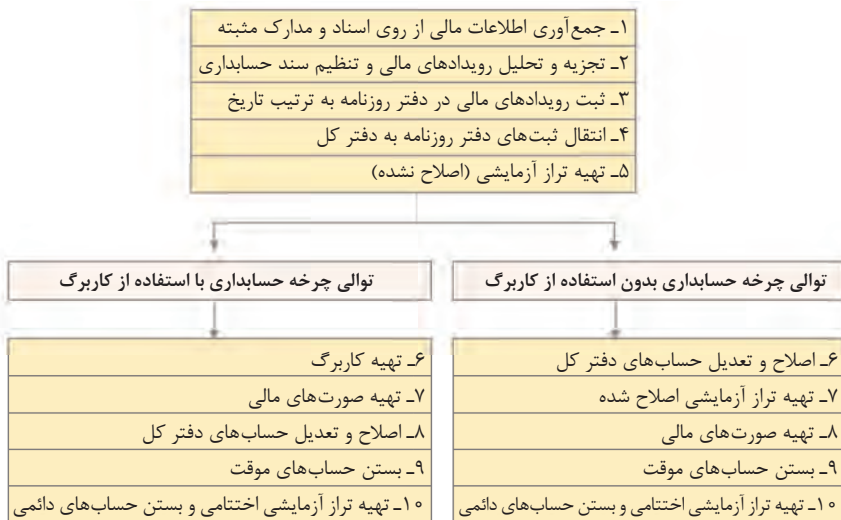 ۱ـ جمع‌آوری اطلاعات مالی از روی اسناد و مدارک مثبته
۲ـ تجزیه و تحلیل رویدادهای مالی و تنظیم سند حسابداری
۳ـ ثبت رویدادهای مالی در دفتر روزنامه به ترتیب تاریخ
۴ـ انتقال ثبت‌های دفتر روزنامه به دفتر کل
۵ـ تهیه تراز آزمایشی (اصلاح نشده)
توالی چرخه حسابداری بدون استفاده از کاربرگ
۶ـ اصلاح و تعدیل حساب‌های دفتر کل
۷ـ تهیه تراز آزمایشی اصلاح شده
۸ـ تهیه صورت‌های مالی
۹ـ بستن حساب‌های موقت
۱۰ـ تهیه تراز آزمایشی اختتامی و بستن حساب‌های دائمی
توالی چرخه حسابداری با استفاده از کاربرگ
۶ـ تهیه کاربرگ
۷ـ تهیه صورت‌های مالی
۸ـ اصلاح و تعدیل حساب‌های دفتر کل
۹ـ بستن حساب‌های موقت
۱۰ـ تهیه تراز آزمایشی اختتامی و بستن حساب‌های دائمی